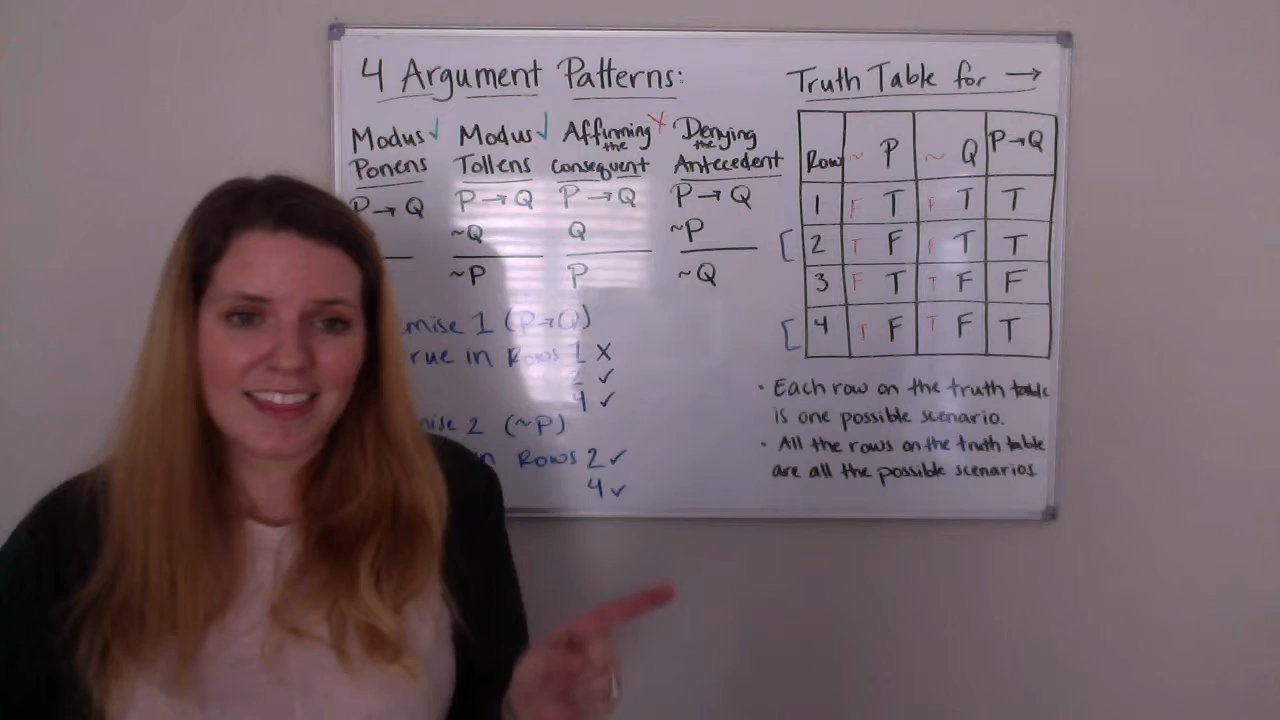 4 Argument Patterns:
Modus ✓ Modus ✓ Affirming X Denying
the the
Ponens Tollens Consequent Antecedent
P → Q P → Q P → Q P → Q
~Q Q ~P
~P P ~Q
mise 1 (P→Q)
rue in Rows 1 X
2 ✓
4 ✓
mise 2 (~P)
n Rows 2 ✓
4 ✓
Truth Table for →
Row ~ P ~ Q P→Q
1 F T F T T
[ 2 T F F T T
3 F T T F F
[ 4 T F T F T
• Each row on the truth table
is one possible scenario.
• All the rows on the truth table
are all the possible scenarios.